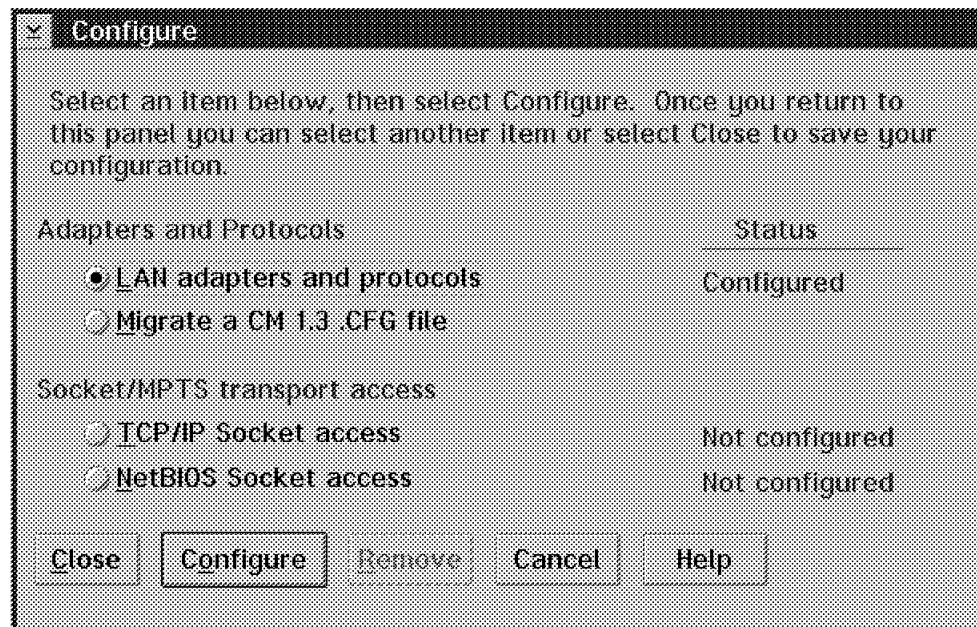 Configure
Select an item below, then select Configure. Once you return to
this panel you can select another item or select Close to save your
configuration.
Adapters and Protocols Status
LAN adapters and protocols Configured
Migrate a CM 1.3 .CFG file
Socket/MPTS transport access
TCP/IP Socket access Not configured
NetBIOS Socket access Not configured
Close Configure Remove Cancel Help